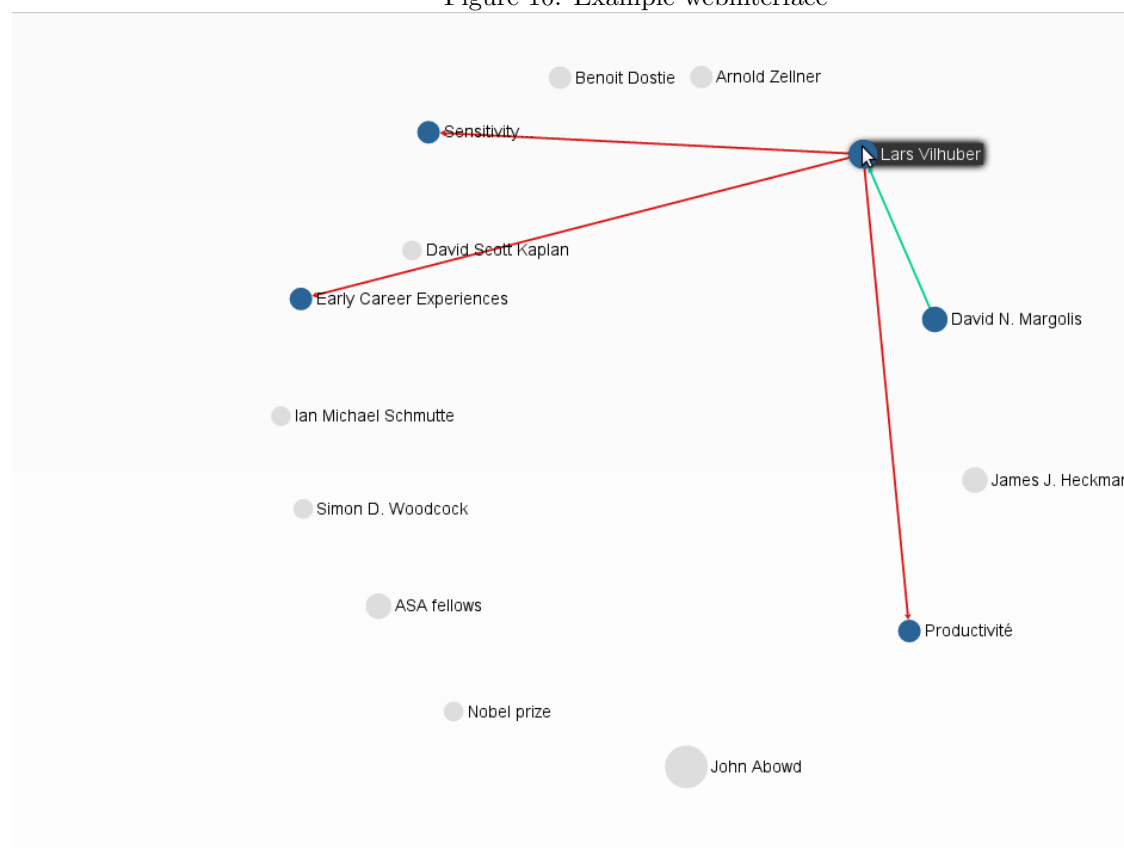 Figure 10: Example webinterface
Benoit Dostie
Arnold Zellner
Sensitivity...
Lars Vilhuber
David Scott Kaplan
Early Career Experiences
David N. Margolis
Ian Michael Schmutte
James J. Heckman
Simon D. Woodcock
ASA fellows
Productivité
Nobel prize
John Abowd